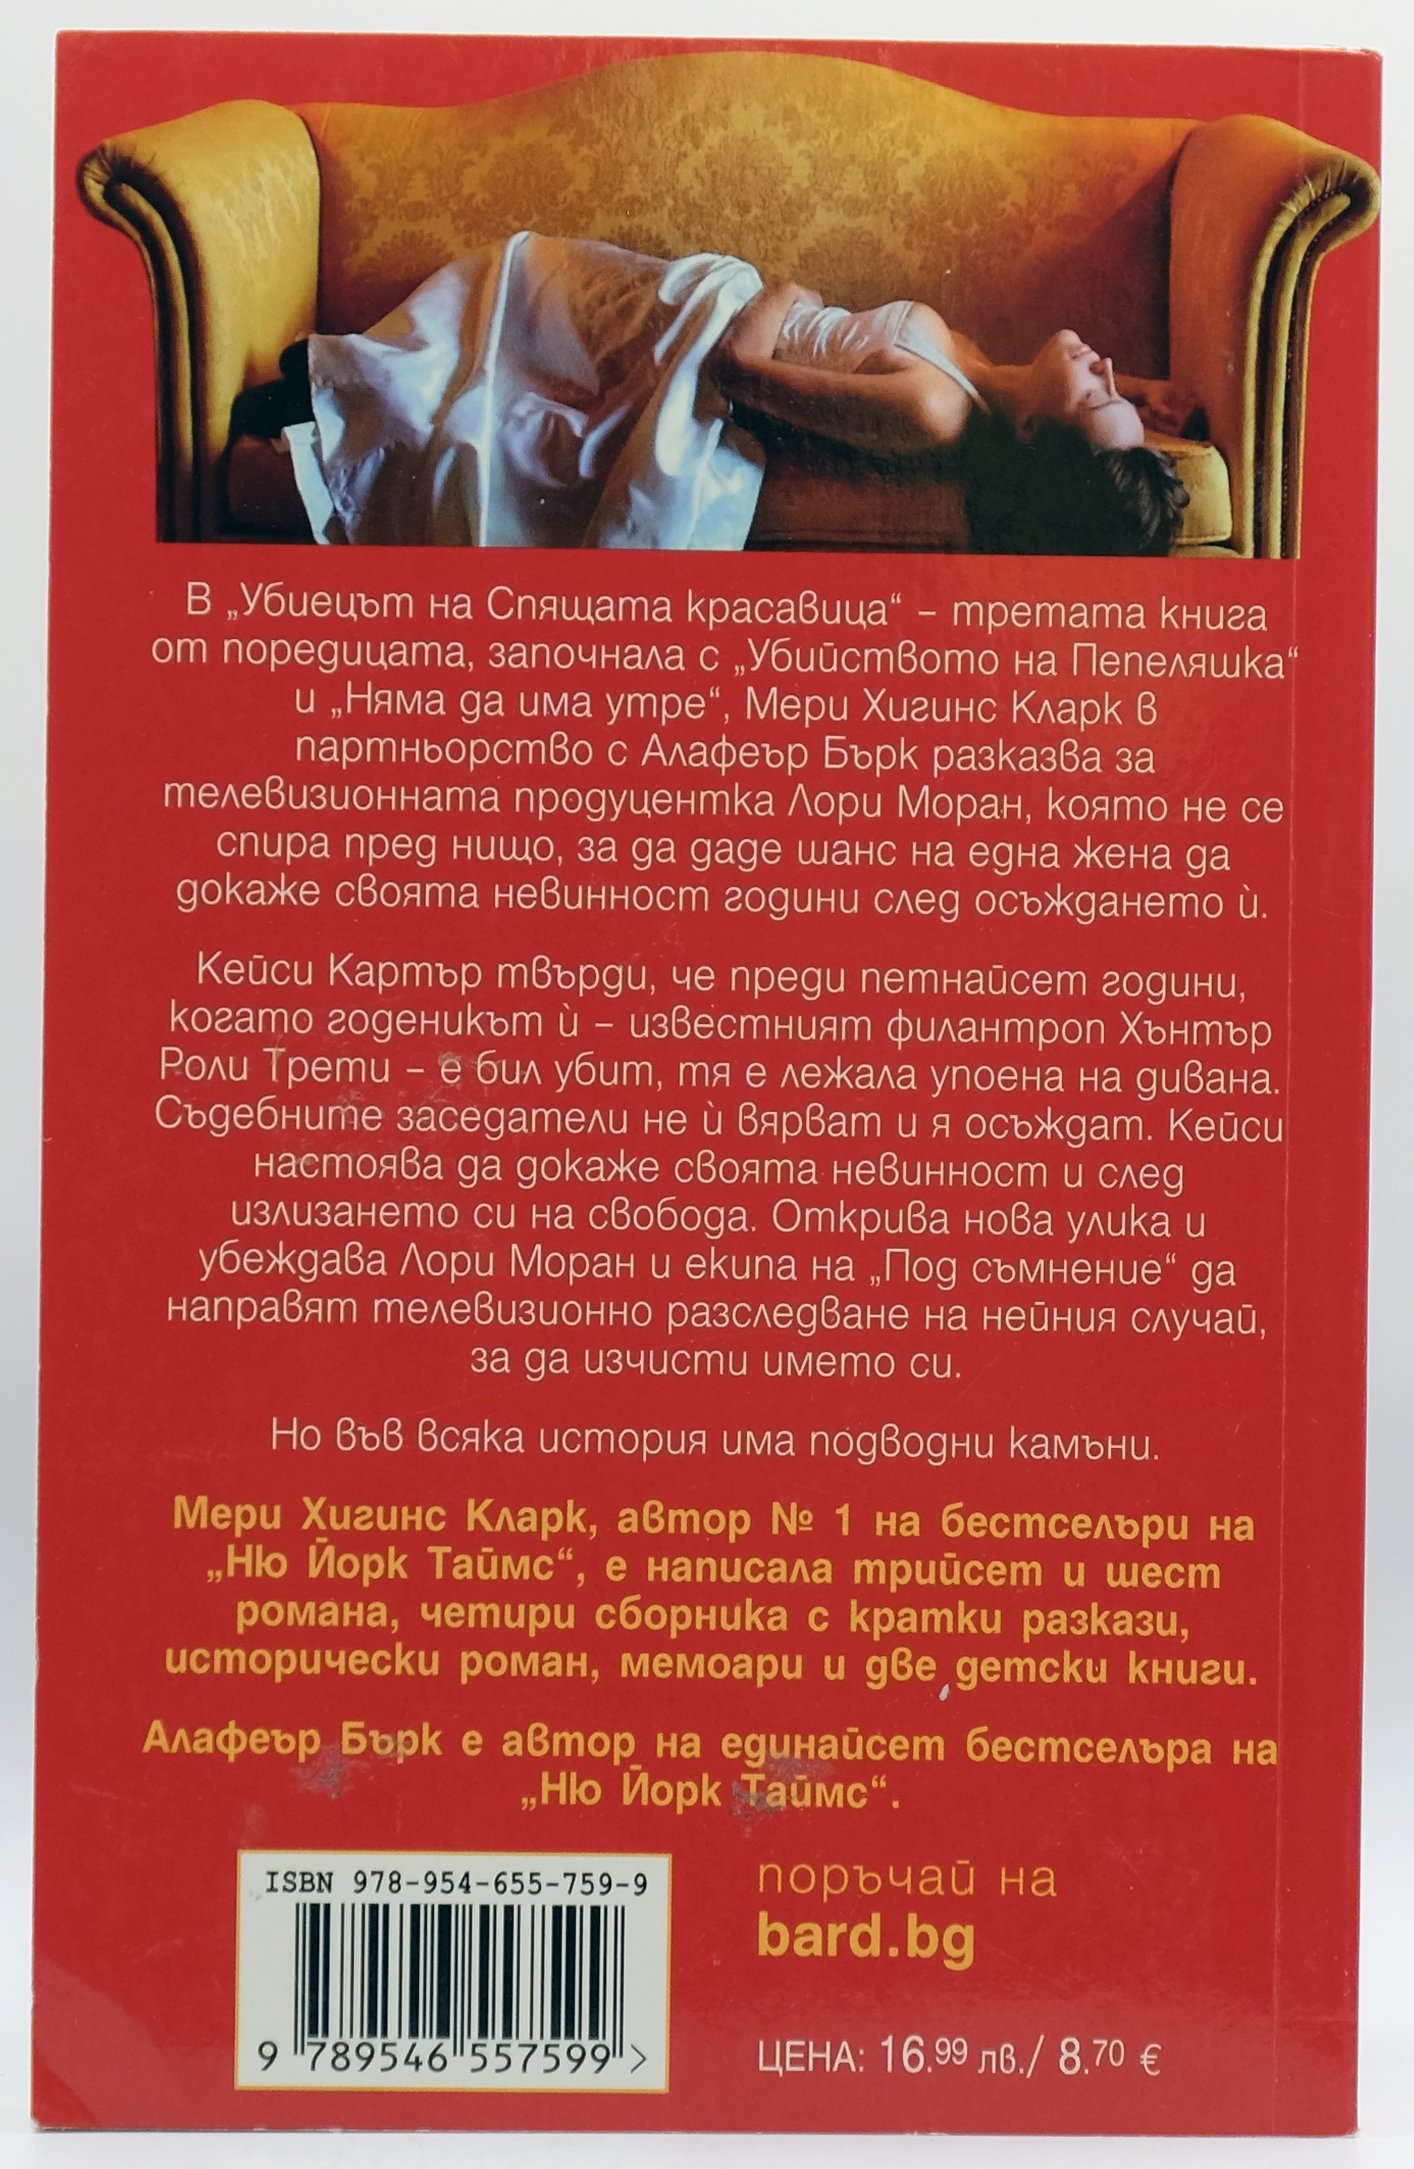 В „Убиецът на Спящата красавица“ – третата книга
от поредицата, започнала с „Убийството на Пепеляшка“
и „Няма да има утре“, Мери Хигинс Кларк в
партньорство с Алафеър Бърк разказва за
телевизионната продуцентка Лори Моран, която не се
спира пред нищо, за да даде шанс на една жена да
докаже своята невинност години след осъждането ѝ.
Кейси Картър твърди, че преди петнайсет години,
когато годеникът ѝ – известният филантроп Хънтър
Роли Трети – е бил убит, тя е лежала упоена на дивана.
Съдебните заседатели не ѝ вярват и я осъждат. Кейси
настоява да докаже своята невинност и след
излизането си на свобода. Открива нова улика и
убеждава Лори Моран и екипа на „Под съмнение“ да
направят телевизионно разследване на нейния случай,
за да изчисти името си.
Но във всяка история има подводни камъни.
Мери Хигинс Кларк, автор № 1 на бестселъри на
„Ню Йорк Таймс“, е написала трийсет и шест
романа, четири сборника с кратки разкази,
исторически роман, мемоари и две детски книги.
Алафеър Бърк е автор на единайсет бестселъра на
„Ню Йорк Таймс“.
ISBN 978-954-655-759-9
9 789546 557599 >
поръчай на
bard.bg
ЦЕНА: 16.99 лв./ 8.70 €